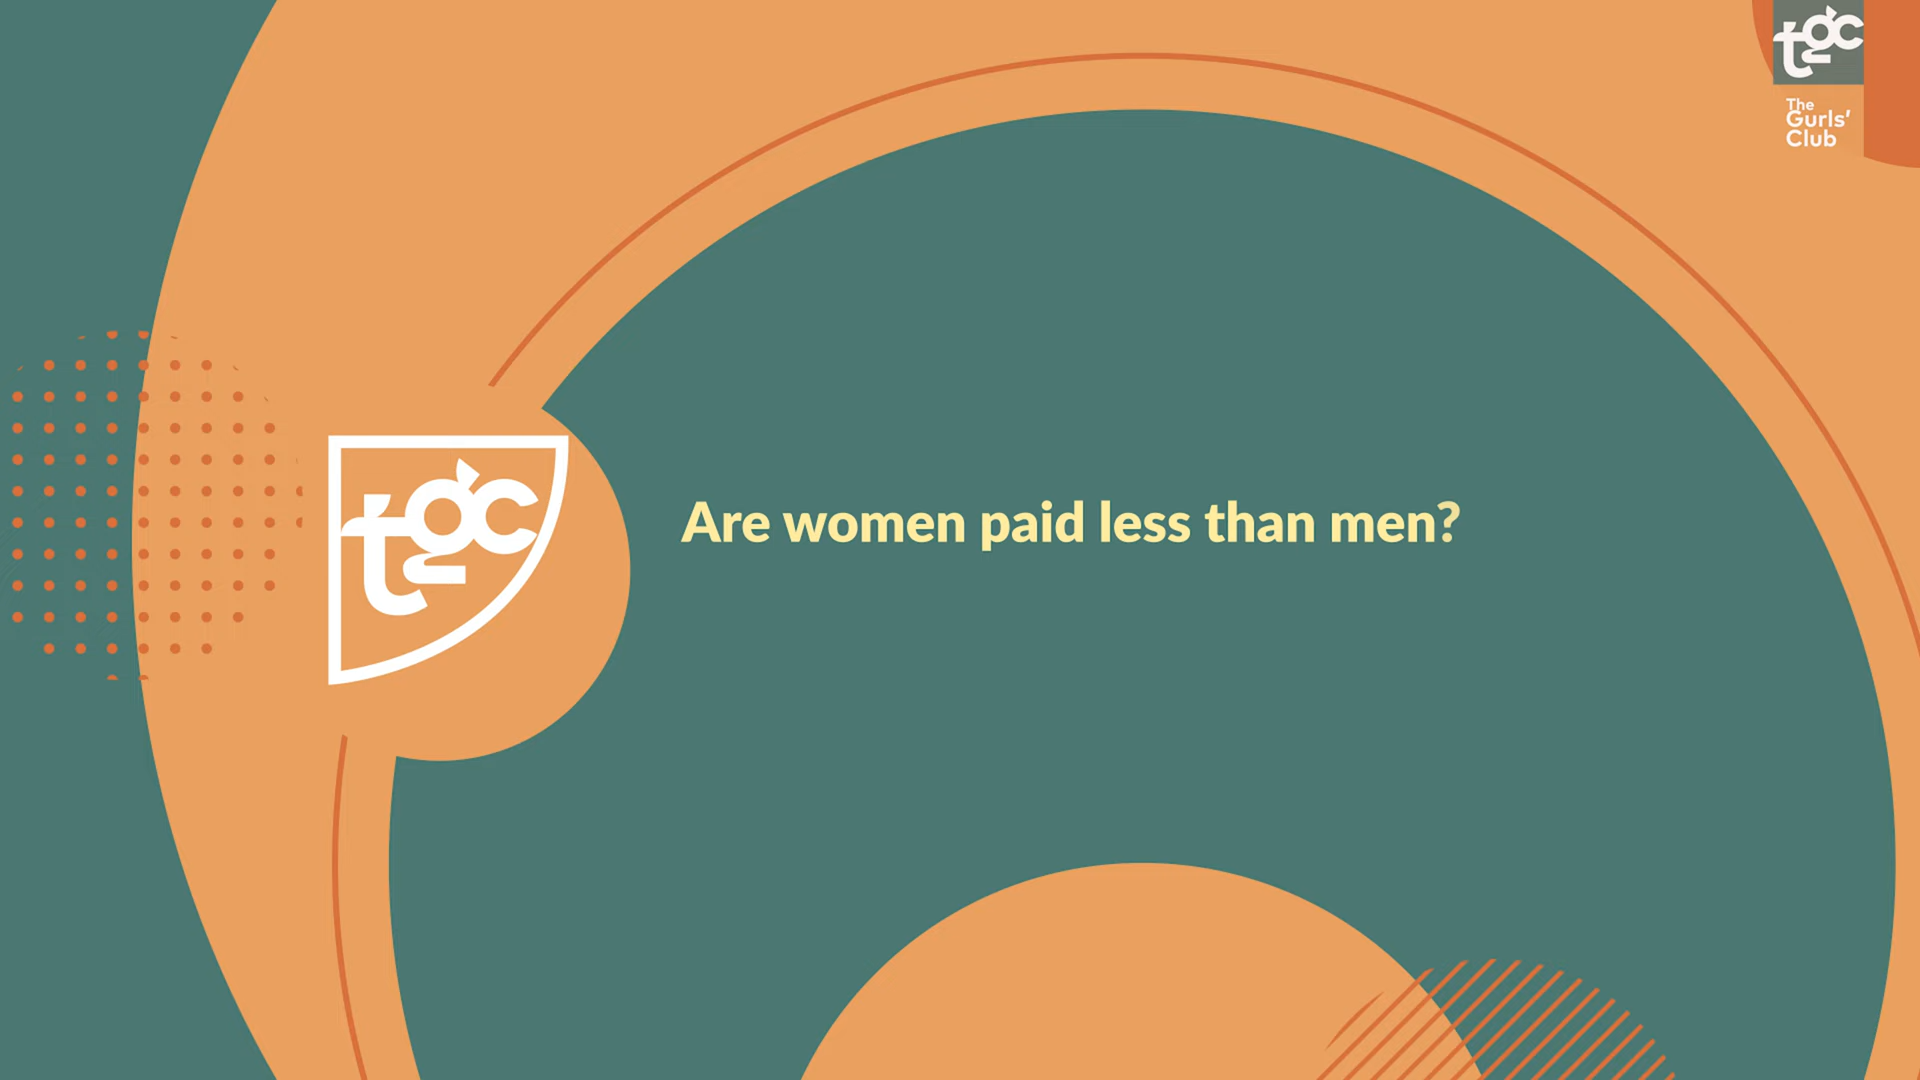 tgc
The
Gurls'
Club
tgc
Are women paid less than men?